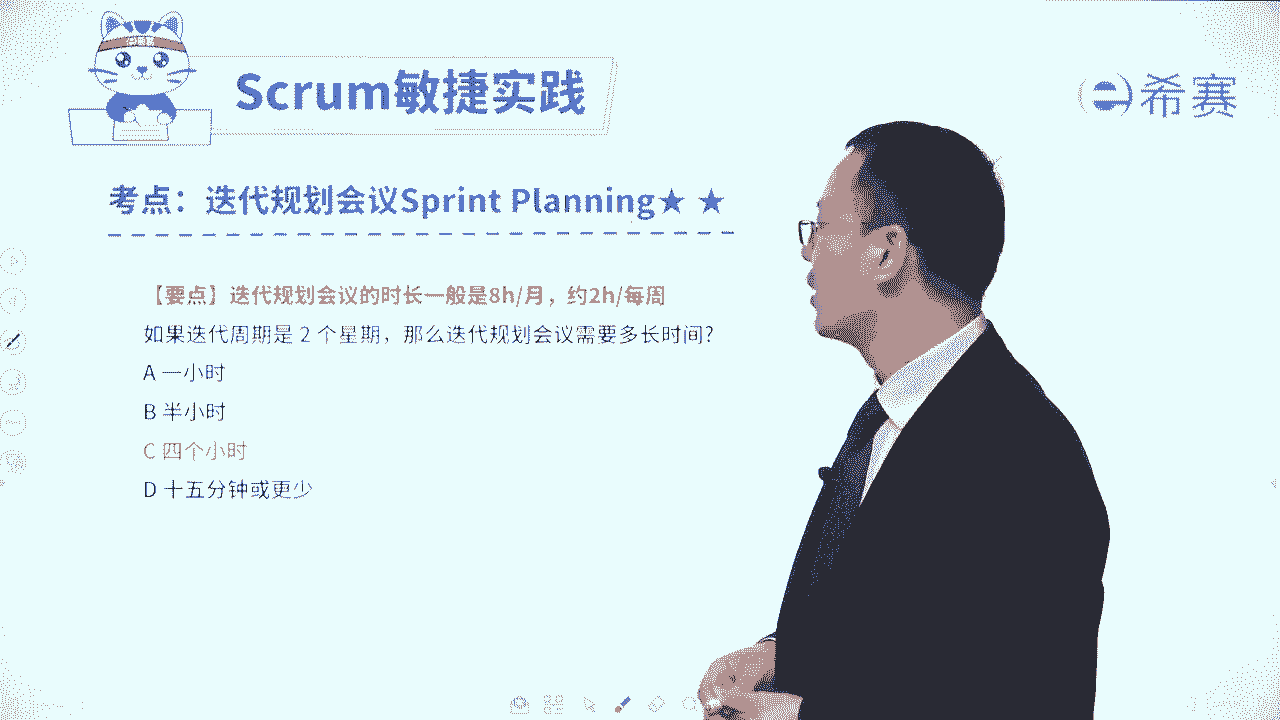 Scrum敏捷实践
希赛
考点：迭代规划会议Sprint Planning★ ★
【要点】迭代规划会议的时长一般是8h/月，约2h/每周
如果迭代周期是 2 个星期，那么迭代规划会议需要多长时间？
A 一小时
B 半小时
C 四个小时
D 十五分钟或更少